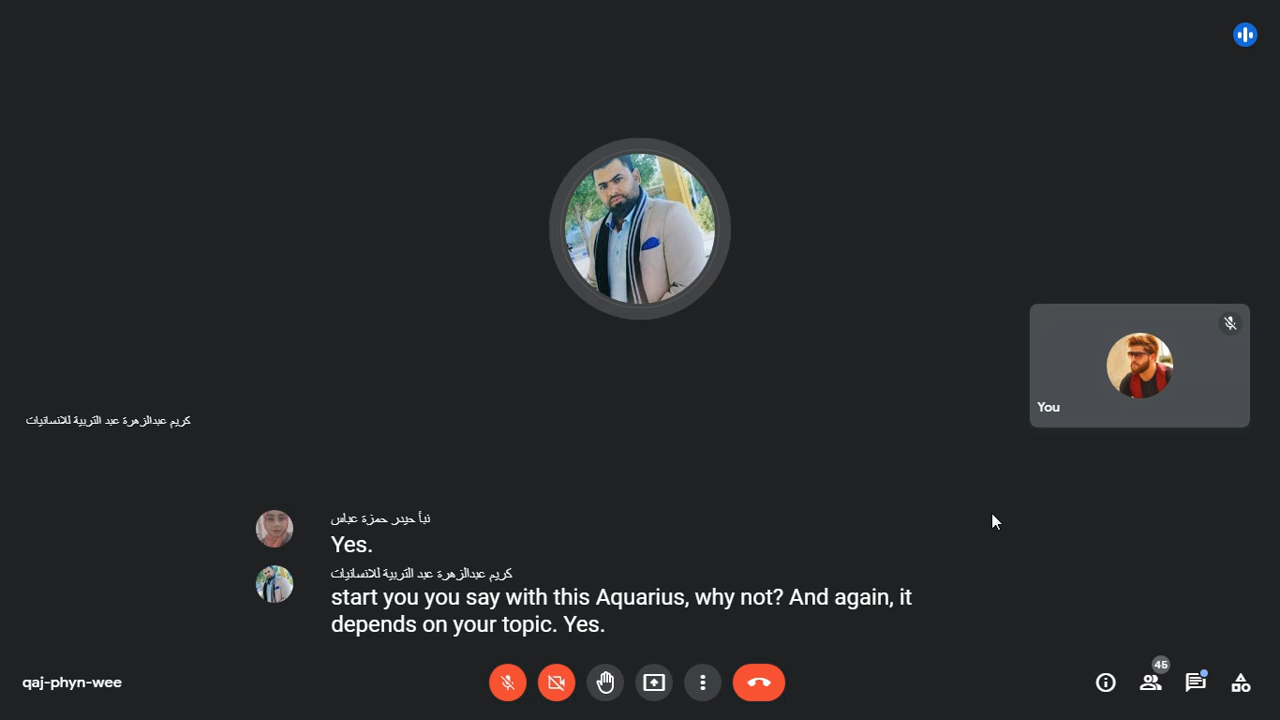 You
كريم عبدالزهرة عبد التربية للانسانيات
نبأ حيدر حمزة عباس
Yes.
كريم عبدالزهرة عبد التربية للانسانيات
start you you say with this Aquarius, why not? And again, it
depends on your topic. Yes.
qaj-phyn-wee
45